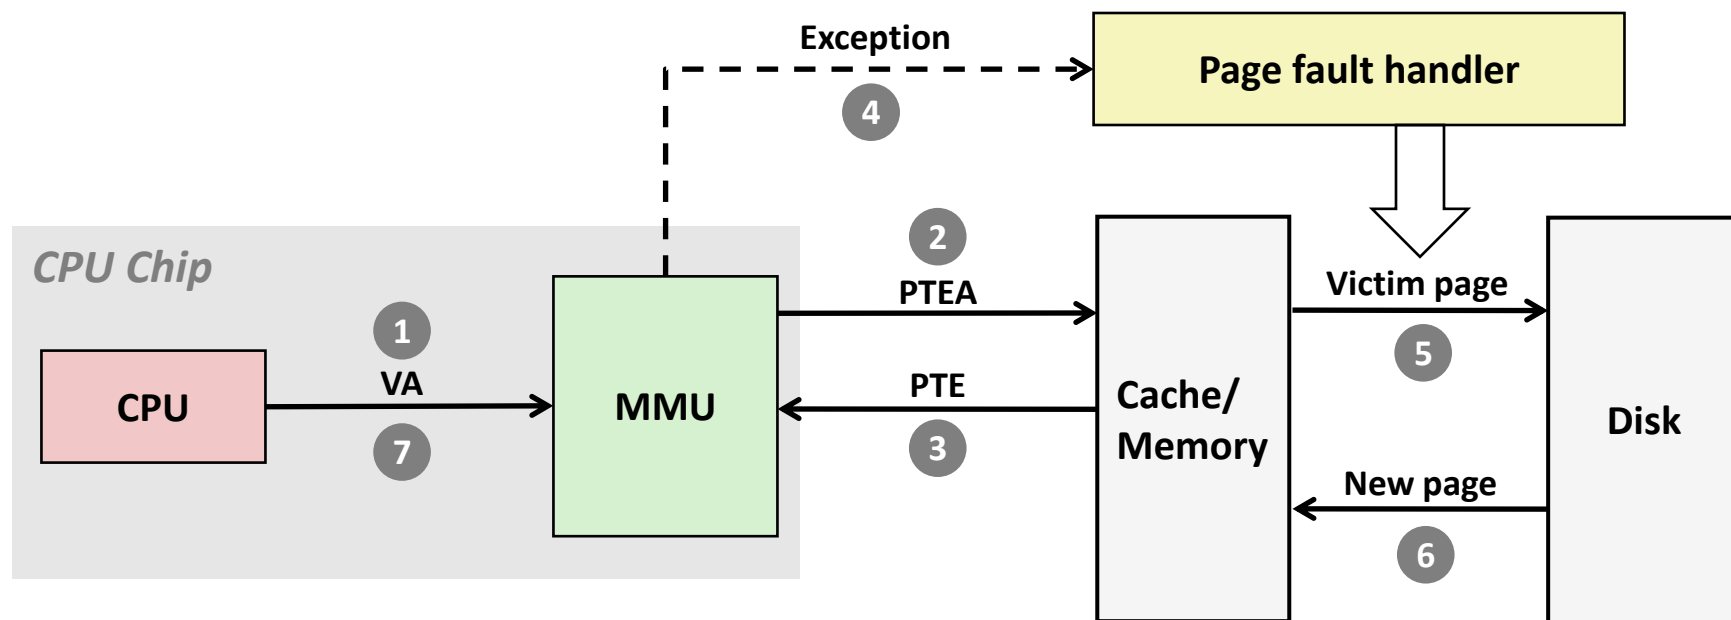 Exception
4
Page fault handler
CPU Chip
2
PTEA
Victim page
5
1
VA
7
CPU
MMU
PTE
3
Cache/
Memory
Disk
New page
6